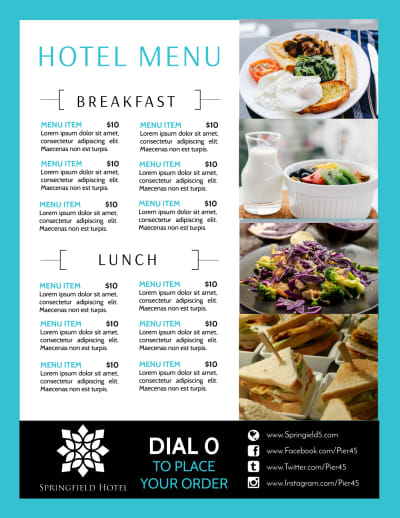 HOTEL MENU
BREAKFAST
MENU ITEM $10
Lorem ipsum dolor sit amet,
consectetur adipiscing elit.
Maecenas non est turpis.
MENU ITEM $10
Lorem ipsum dolor sit amet,
consectetur adipiscing elit.
Maecenas non est turpis.
MENU ITEM $10
Lorem ipsum dolor sit amet,
consectetur adipiscing elit.
Maecenas non est turpis.
MENU ITEM $10
Lorem ipsum dolor sit amet,
consectetur adipiscing elit.
Maecenas non est turpis.
MENU ITEM $10
Lorem ipsum dolor sit amet,
consectetur adipiscing elit.
Maecenas non est turpis.
MENU ITEM $10
Lorem ipsum dolor sit amet,
consectetur adipiscing elit.
Maecenas non est turpis.
LUNCH
MENU ITEM $10
Lorem ipsum dolor sit amet,
consectetur adipiscing elit.
Maecenas non est turpis.
MENU ITEM $10
Lorem ipsum dolor sit amet,
consectetur adipiscing elit.
Maecenas non est turpis.
MENU ITEM $10
Lorem ipsum dolor sit amet,
consectetur adipiscing elit.
Maecenas non est turpis.
MENU ITEM $10
Lorem ipsum dolor sit amet,
consectetur adipiscing elit.
Maecenas non est turpis.
MENU ITEM $10
Lorem ipsum dolor sit amet,
consectetur adipiscing elit.
Maecenas non est turpis.
MENU ITEM $10
Lorem ipsum dolor sit amet,
consectetur adipiscing elit.
Maecenas non est turpis.
SPRINGFIELD HOTEL
DIAL 0
TO PLACE
YOUR ORDER
www.Springield5.com
www.Facebook.com/Pier45
www.Twitter.com/Pier45
www.Instagram.com/Pier45